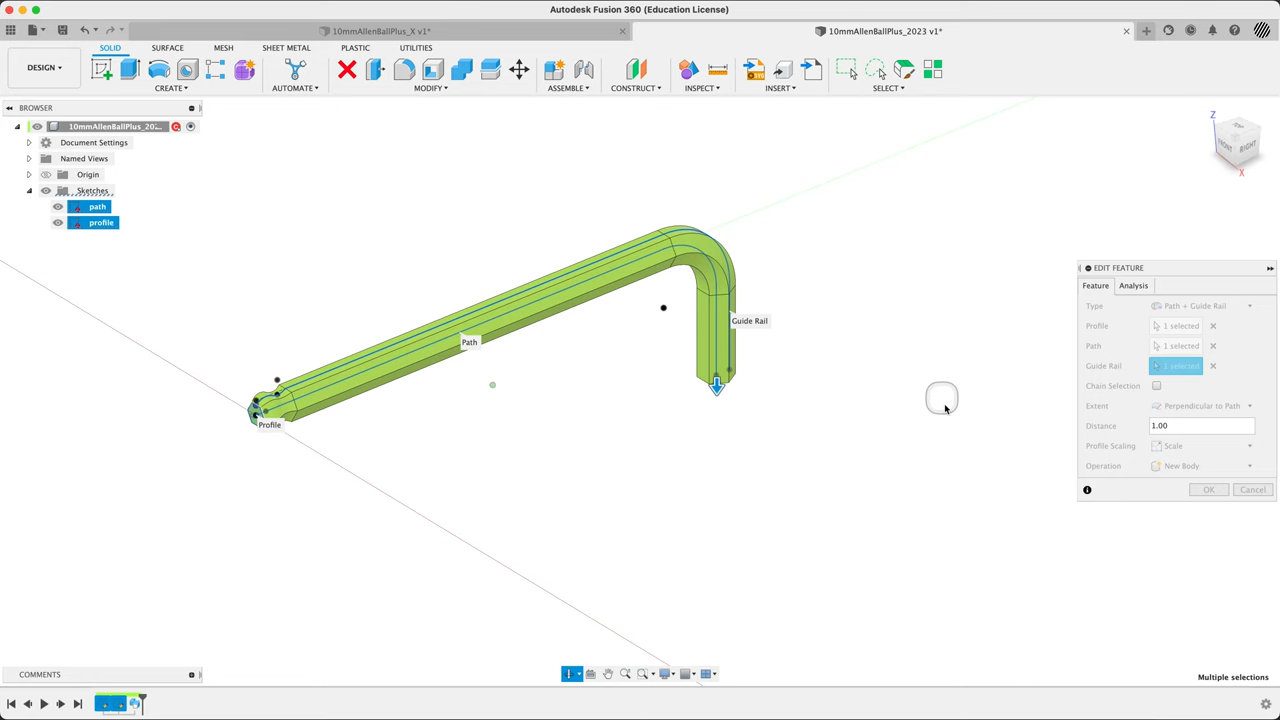 Autodesk Fusion 360 (Education License)
10mmAllenBallPlus_X v1*
10mmAllenBallPlus_2023 v1*
SOLID
SURFACE
MESH
SHEET METAL
PLASTIC
UTILITIES
DESIGN
CREATE
AUTOMATE
MODIFY
ASSEMBLE
CONSTRUCT
INSPECT
INSERT
SELECT
BROWSER
10mmAllenBallPlus_20...
Document Settings
Named Views
Origin
Sketches
path
profile
Z
FRONT
RIGHT
X
Guide Rail
Path
Profile
EDIT FEATURE
Feature
Analysis
Type
Path + Guide Rail
Profile
1 selected
Path
1 selected
Guide Rail
1 selected
Chain Selection
Extent
Perpendicular to Path
Distance
1.00
Profile Scaling
Scale
Operation
New Body
OK
Cancel
COMMENTS
Multiple selections